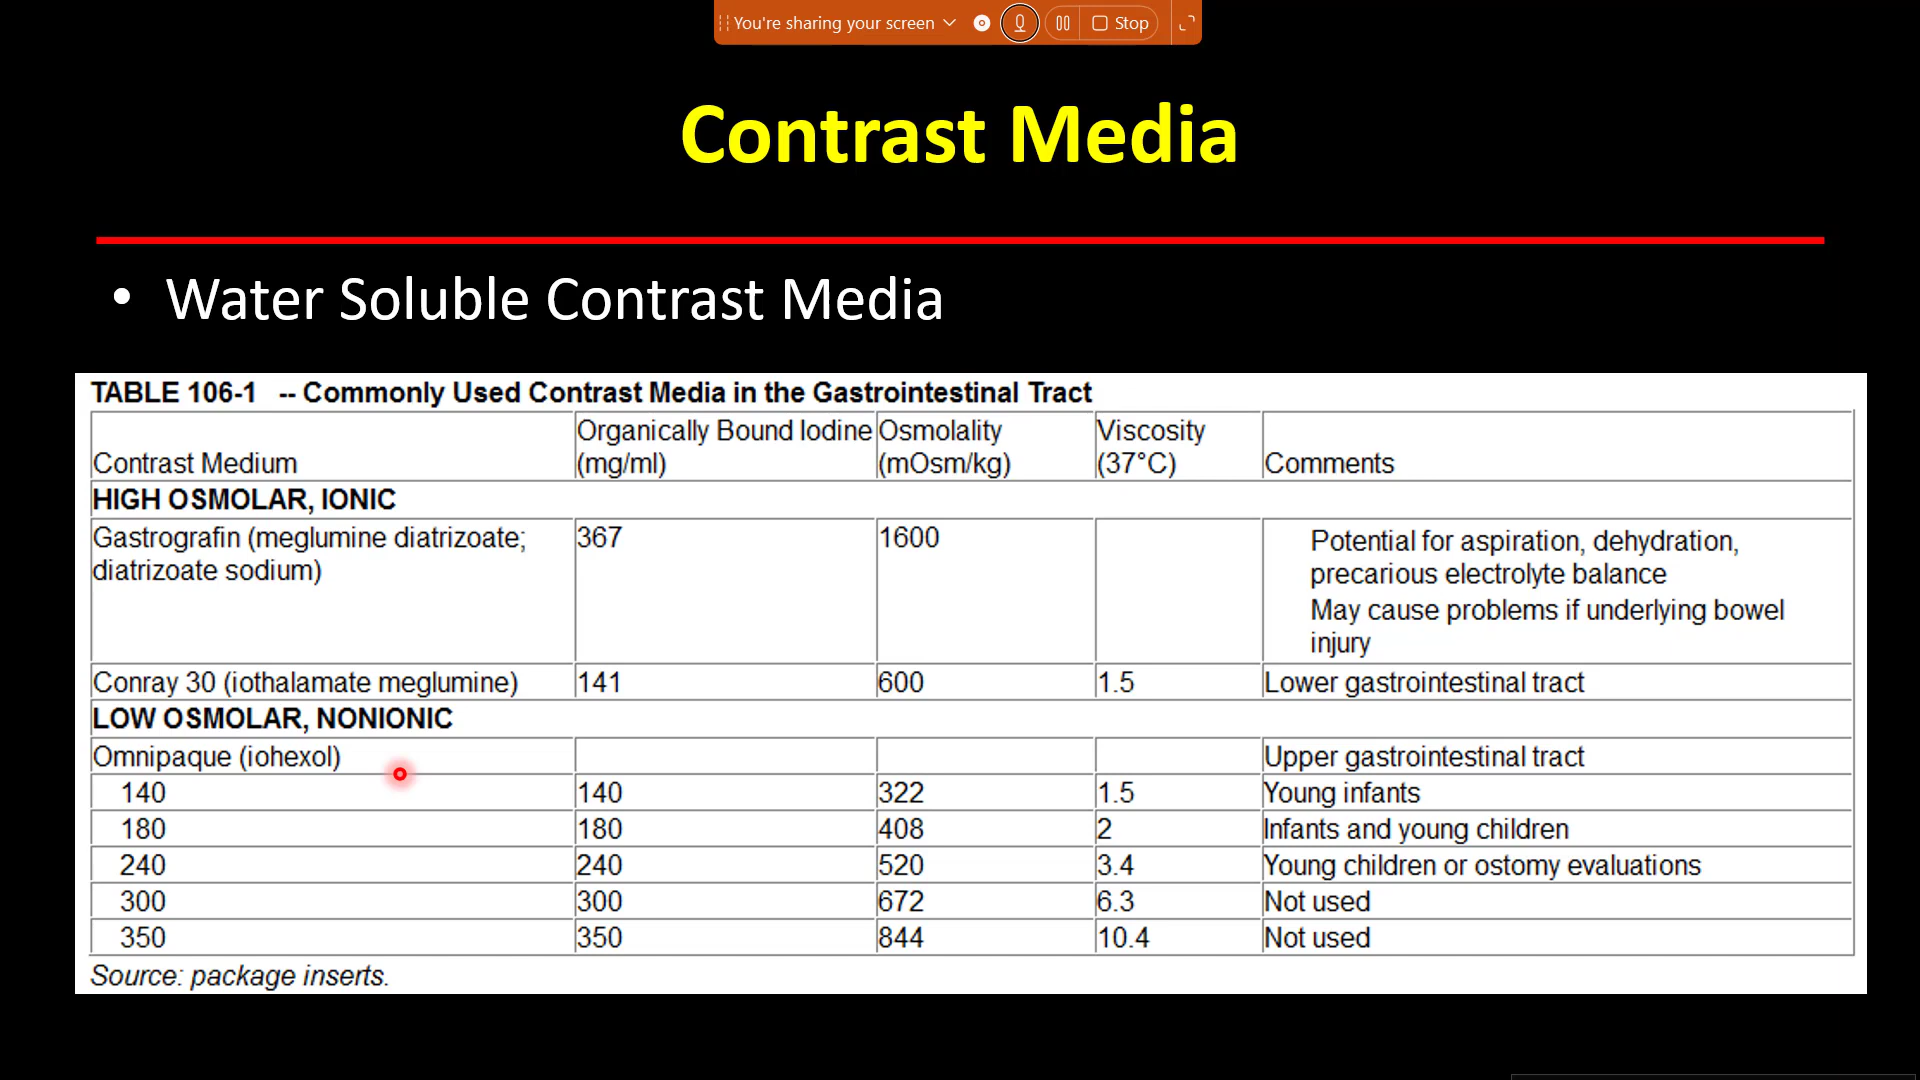 You're sharing your screen
Stop
Contrast Media
• Water Soluble Contrast Media
TABLE 106-1 -- Commonly Used Contrast Media in the Gastrointestinal Tract
Contrast Medium Organically Bound Iodine (mg/ml) Osmolality (mOsm/kg) Viscosity (37°C) Comments
HIGH OSMOLAR, IONIC
Gastrografin (meglumine diatrizoate; 367 1600 Potential for aspiration, dehydration,
diatrizoate sodium) precarious electrolyte balance
May cause problems if underlying bowel
injury
Conray 30 (iothalamate meglumine) 141 600 1.5 Lower gastrointestinal tract
LOW OSMOLAR, NONIONIC
Omnipaque (iohexol) Upper gastrointestinal tract
140 140 322 1.5 Young infants
180 180 408 2 Infants and young children
240 240 520 3.4 Young children or ostomy evaluations
300 300 672 6.3 Not used
350 350 844 10.4 Not used
Source: package inserts.